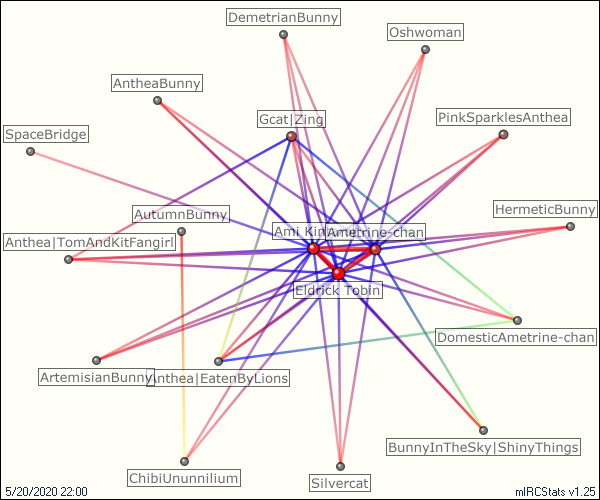 DemetrianBunny
Oshwoman
AntheaBunny
Gcat|Zing
PinkSparklesAnthea
SpaceBridge
AutumnBunny
HermeticBunny
Ami Kin
Ametrine-chan
Anthea|TomAndKitFangirl
Eldrick Tobin
DomesticAmetrine-chan
ArtemisianBunny
Anthea|EatenByLions
BunnyInTheSky|ShinyThings
ChibiUnunnilium
Silvercat
5/20/2020 22:00
mIRCStats v1.25